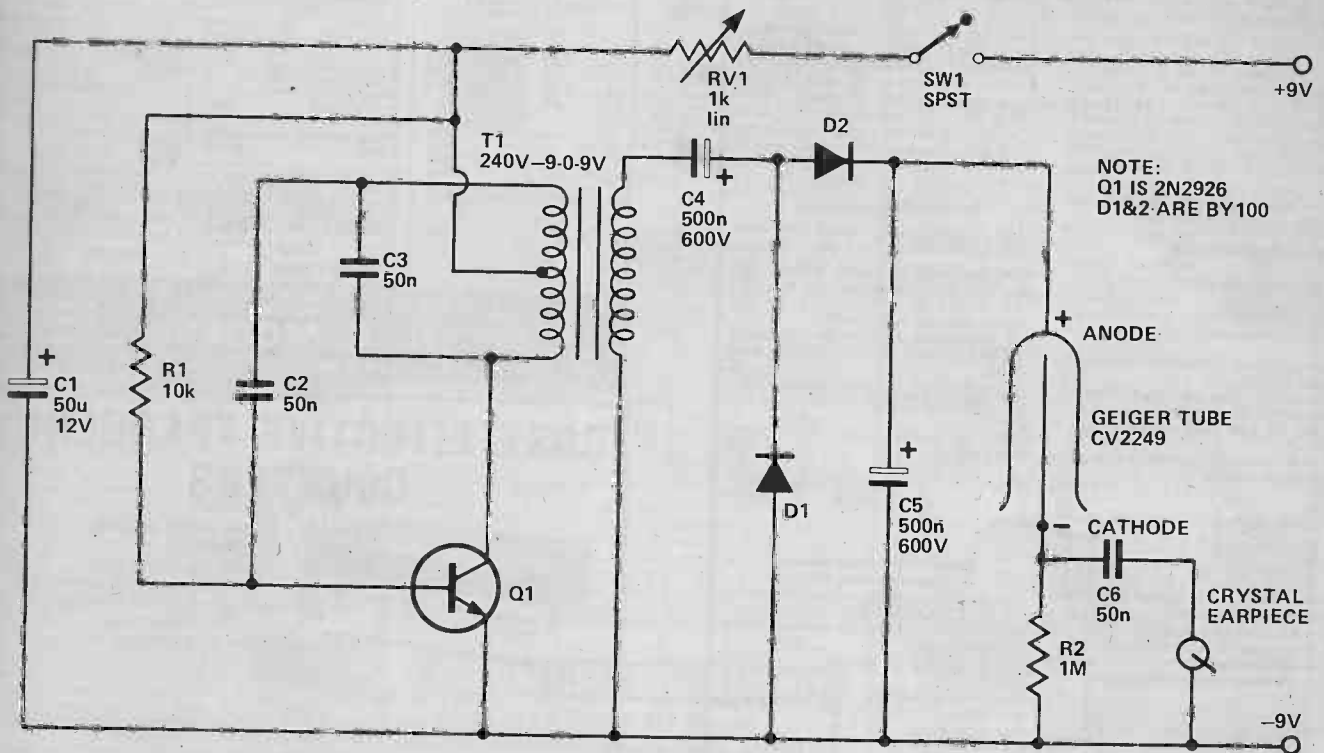 RV1
1k
lin
SW1
SPST
+9V
T1
240V–9-0-9V
D2
NOTE:
Q1 IS 2N2926
D1&2 ARE BY100
C4
500n
600V
+
C3
50n
+
ANODE
+
C1
50u
12V
R1
10k
C2
50n
GEIGER TUBE
CV2249
D1
+
C5
500n
600V
– CATHODE
Q1
C6
50n
CRYSTAL
EARPIECE
R2
1M
–9V